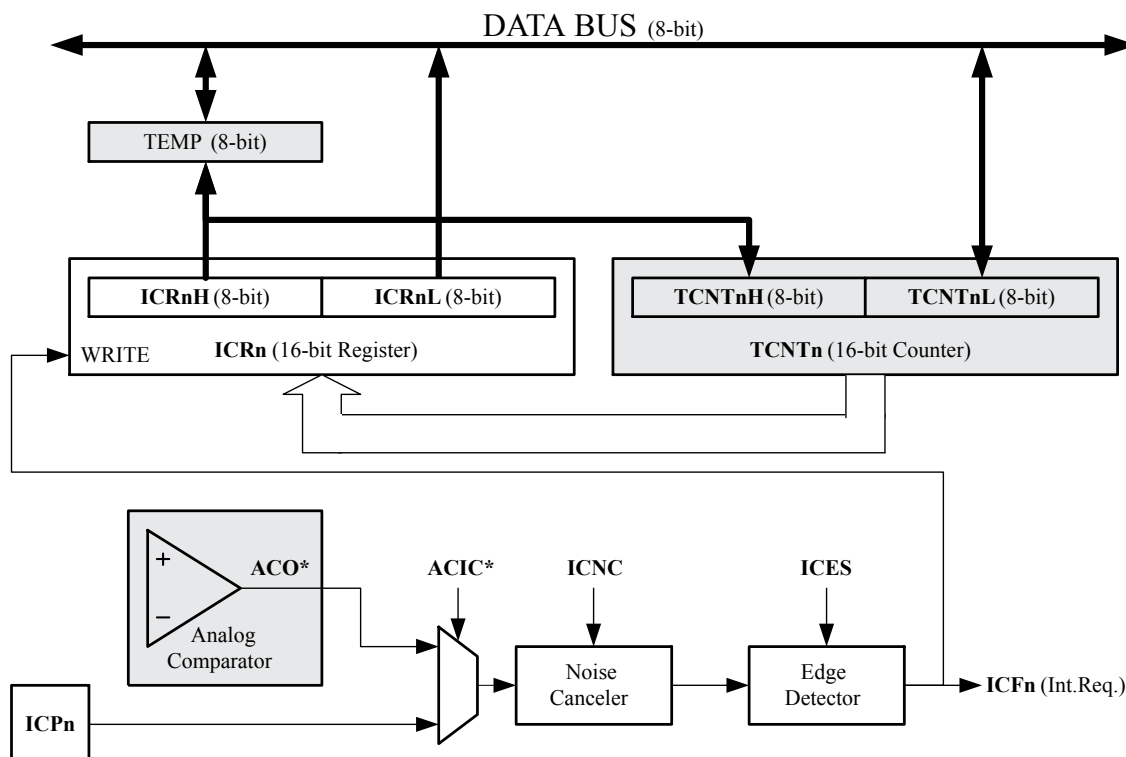 DATA BUS (8-bit)
TEMP (8-bit)
ICRnH (8-bit)
ICRnL (8-bit)
TCNTnH (8-bit)
TCNTnL (8-bit)
WRITE
ICRn (16-bit Register)
TCNTn (16-bit Counter)
+
−
ACO*
Analog
Comparator
ACIC*
ICNC
ICES
Noise
Canceler
Edge
Detector
ICFn (Int.Req.)
ICPn